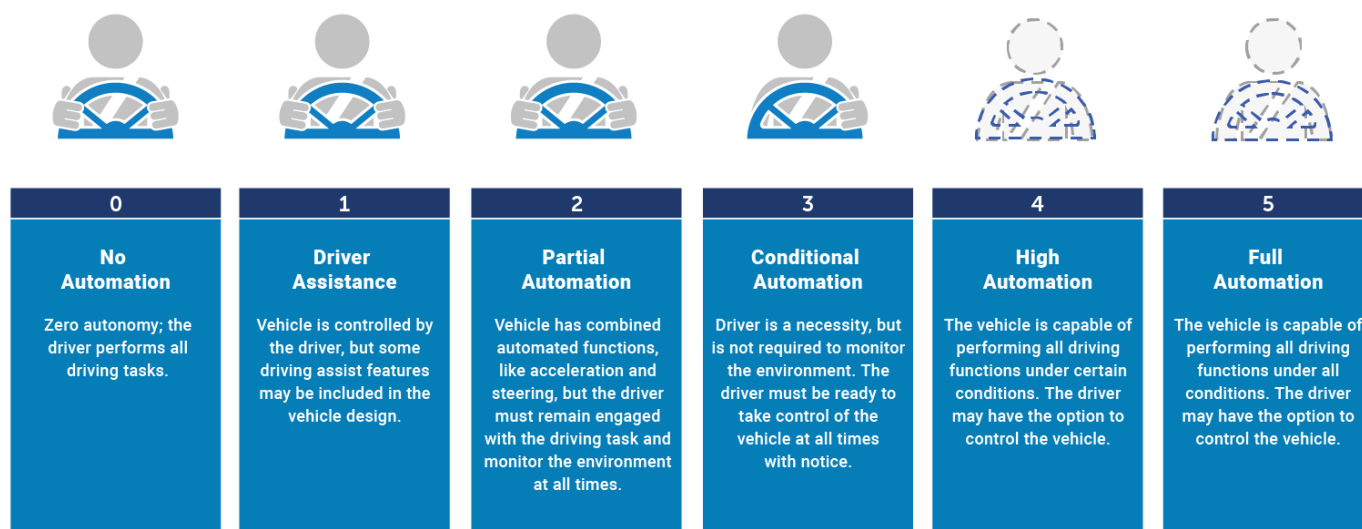 0
No
Automation
Zero autonomy; the
driver performs all
driving tasks.
1
Driver
Assistance
Vehicle is controlled by
the driver, but some
driving assist features
may be included in the
vehicle design.
2
Partial
Automation
Vehicle has combined
automated functions,
like acceleration and
steering, but the driver
must remain engaged
with the driving task and
monitor the environment
at all times.
3
Conditional
Automation
Driver is a necessity, but
is not required to monitor
the environment. The
driver must be ready to
take control of the
vehicle at all times
with notice.
4
High
Automation
The vehicle is capable of
performing all driving
functions under certain
conditions. The driver
may have the option to
control the vehicle.
5
Full
Automation
The vehicle is capable of
performing all driving
functions under all
conditions. The driver
may have the option to
control the vehicle.